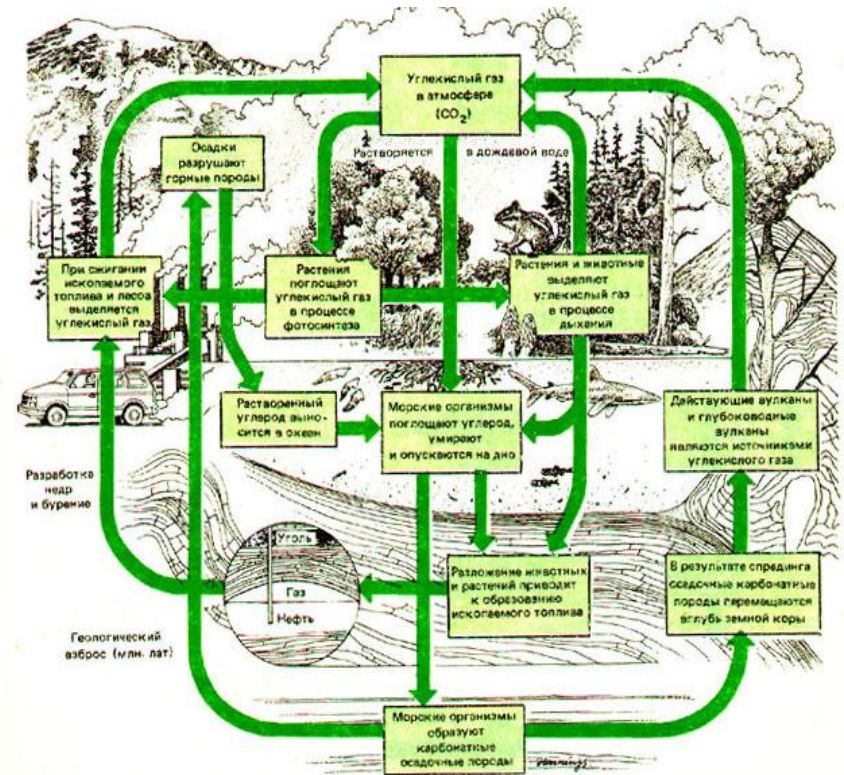 Углекислый газ
в атмосфере
(CO₂)
Осадки
разрушают
горные породы
Растворяется
в дождевой воде
При сжигании
ископаемого
топлива и лесов
выделяется
углекислый газ
Растения
поглощают
углекислый газ
в процессе
фотосинтеза
Растения и животные
выделяют
углекислый газ
в процессе
дыхания
Растворенный
углерод выно-
сится в океан
Морские организмы
поглощают углерод,
умирают
и опускаются на дно
Действующие вулканы
и глубоководные
вулканы
являются источниками
углекислого газа
Разработка
недр
и бурение
Уголь
Газ
Нефть
Разложение животных
и растений приводит
к образованию
ископаемого топлива
В результате спрединга
осадочные карбонатные
породы перемещаются
вглубь земной коры
Геологический
взброс (млн. лат)
Морские организмы
образуют
карбонатные
осадочные породы